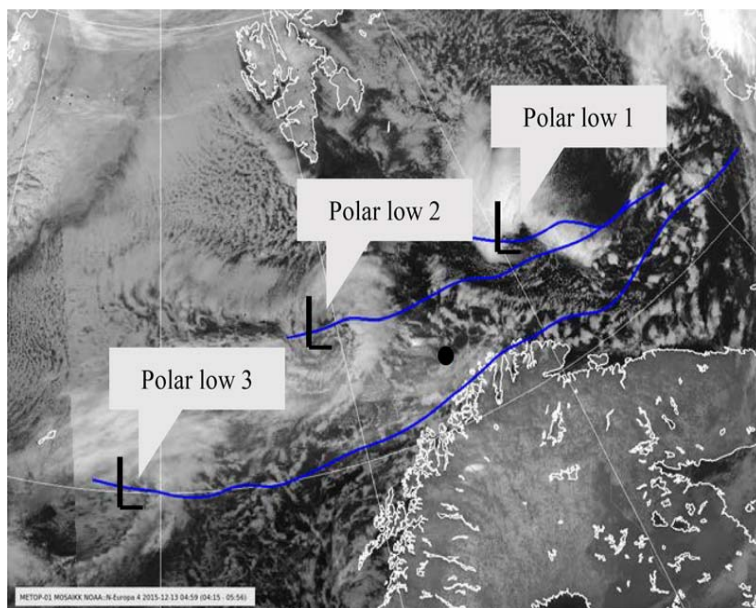 Polar low 1
Polar low 2
Polar low 3
L
L
L
METOP-01 MOSAIKK NOAA::N-Europa 4 2015-12-13 04:59 (04:15 - 05:56)